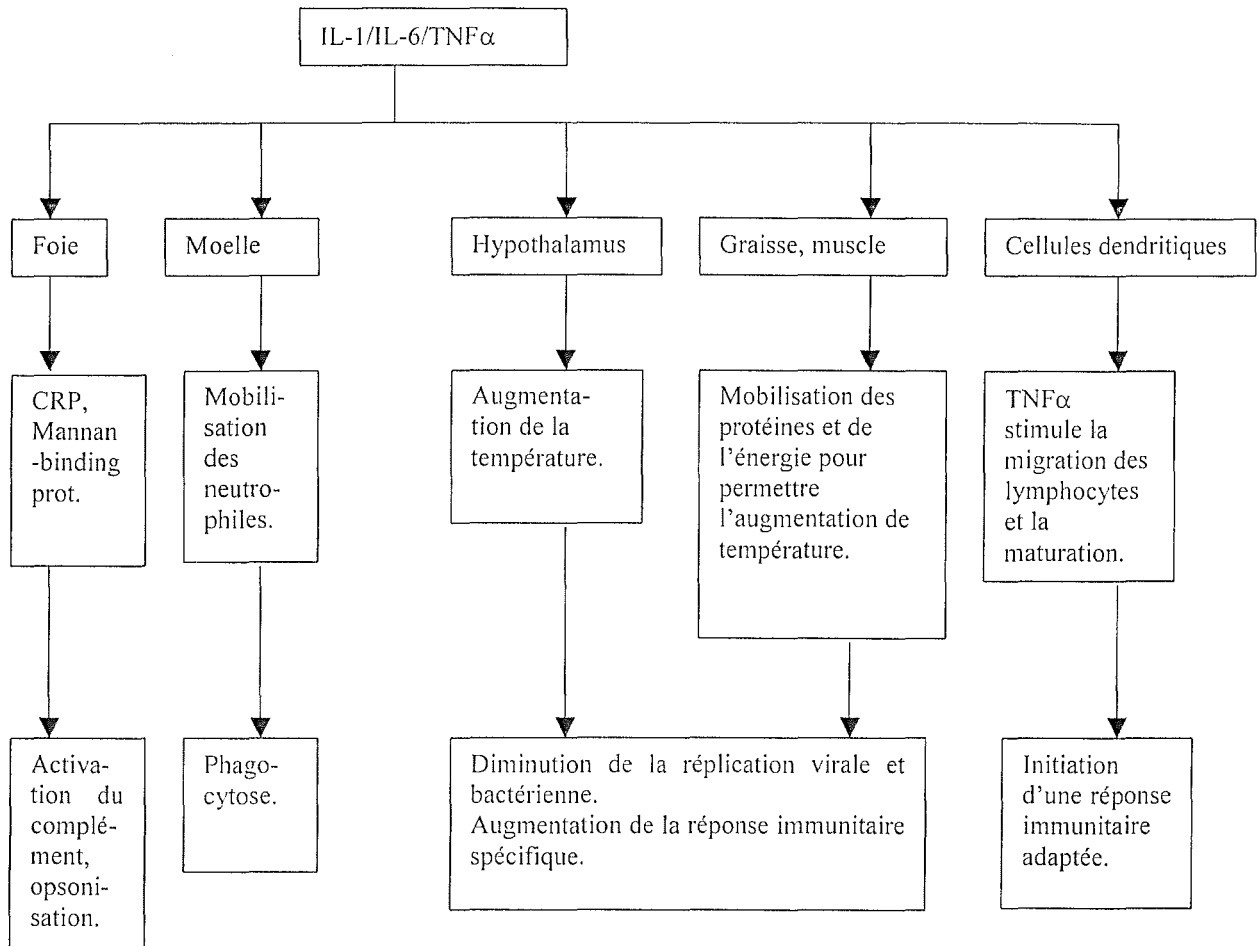 IL-1/IL-6/TNFα
Foie
Moelle
Hypothalamus
Graisse, muscle
Cellules dendritiques
CRP,
Mannan
-binding
prot.
Mobili-
sation
des
neutro-
philes.
Augmenta-
tion de la
température.
Mobilisation des
protéines et de
l'énergie pour
permettre
l'augmentation de
température.
TNFα
stimule la
migration des
lymphocytes
et la
maturation.
Activa-
tion du
complé-
ment,
opsoni-
sation.
Phago-
cytose.
Diminution de la réplication virale et
bactérienne.
Augmentation de la réponse immunitaire
spécifique.
Initiation
d'une réponse
immunitaire
adaptée.